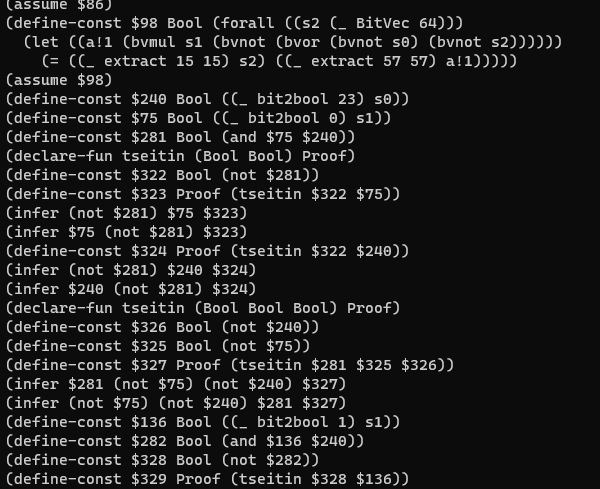 (assume $86)
(define-const $98 Bool (forall ((s2 (_ BitVec 64)))
  (let ((a!1 (bvmul s1 (bvnot (bvor (bvnot s0) (bvnot s2))))))
    (= ((_ extract 15 15) s2) ((_ extract 57 57) a!1)))))
(assume $98)
(define-const $240 Bool ((_ bit2bool 23) s0))
(define-const $75 Bool ((_ bit2bool 0) s1))
(define-const $281 Bool (and $75 $240))
(declare-fun tseitin (Bool Bool) Proof)
(define-const $322 Bool (not $281))
(define-const $323 Proof (tseitin $322 $75))
(infer (not $281) $75 $323)
(infer $75 (not $281) $323)
(define-const $324 Proof (tseitin $322 $240))
(infer (not $281) $240 $324)
(infer $240 (not $281) $324)
(declare-fun tseitin (Bool Bool Bool) Proof)
(define-const $326 Bool (not $240))
(define-const $325 Bool (not $75))
(define-const $327 Proof (tseitin $281 $325 $326))
(infer $281 (not $75) (not $240) $327)
(infer (not $75) (not $240) $281 $327)
(define-const $136 Bool ((_ bit2bool 1) s1))
(define-const $282 Bool (and $136 $240))
(define-const $328 Bool (not $282))
(define-const $329 Proof (tseitin $328 $136))